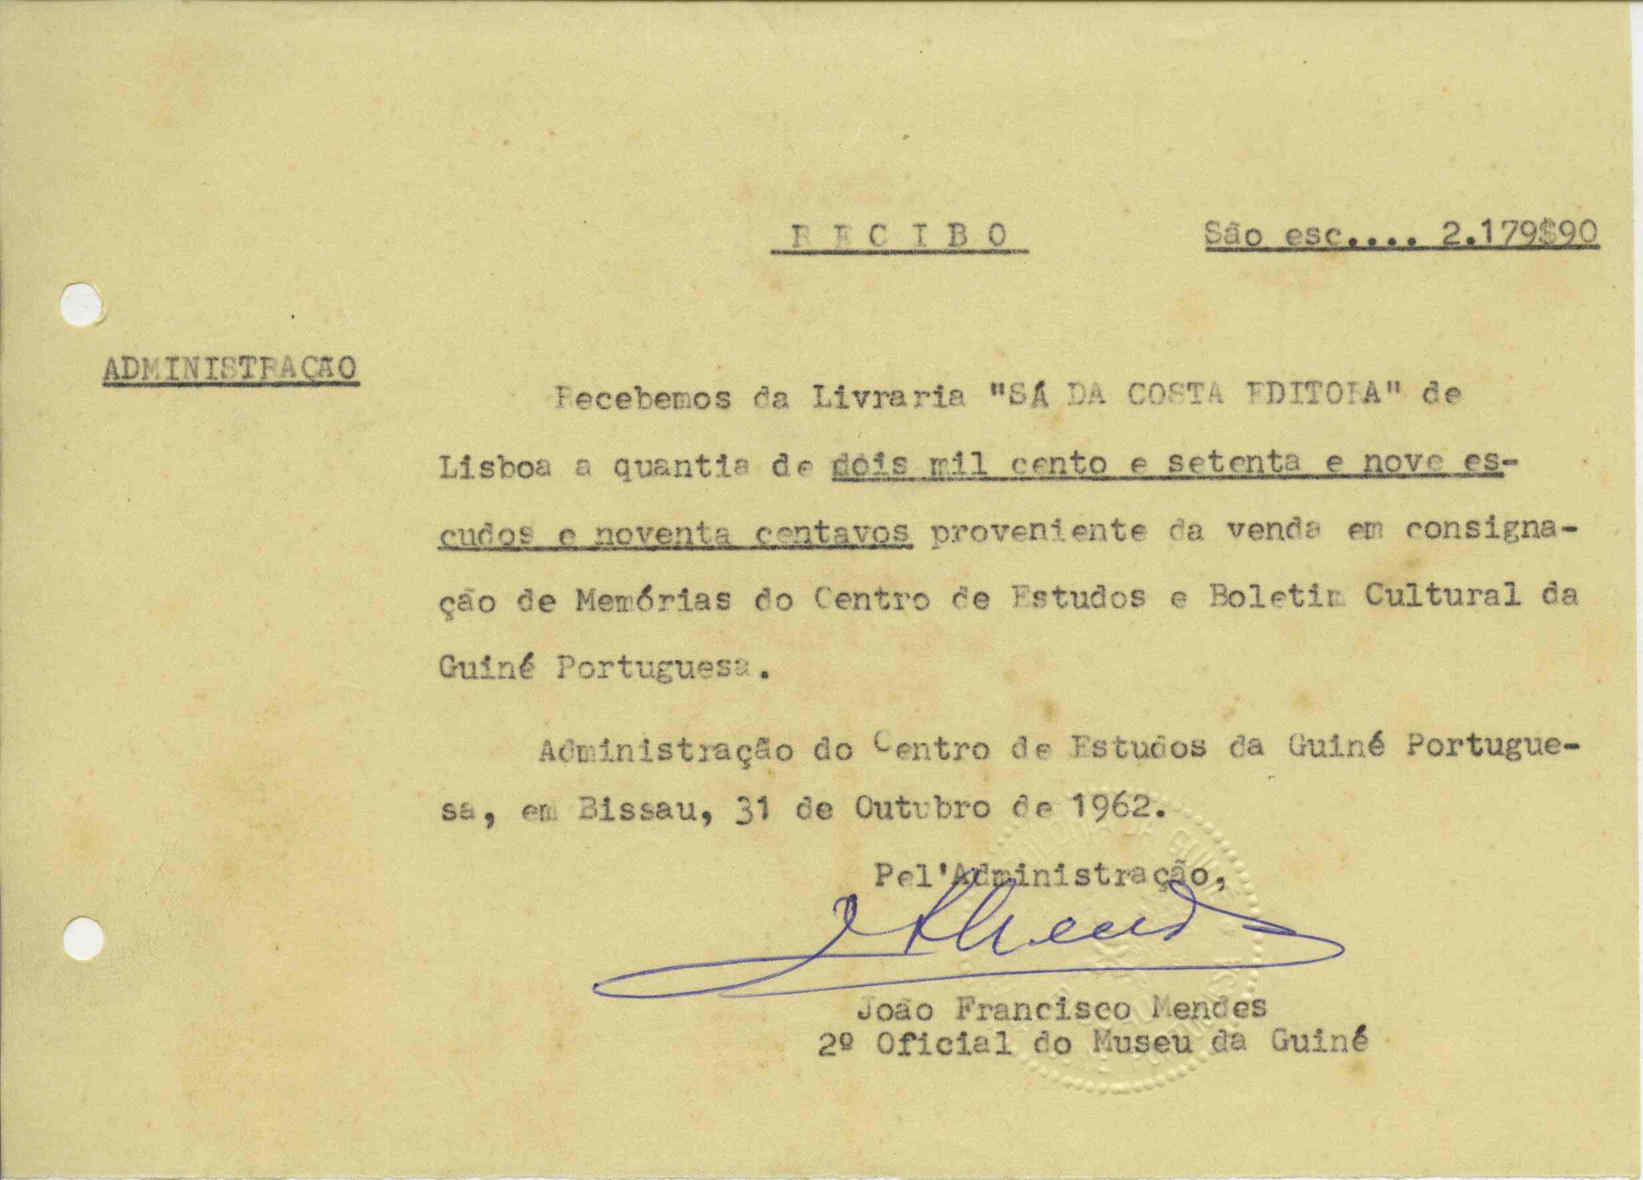 RECIBO
São esc.... 2.179$90
ADMINISTRAÇÃO
Recebemos da Livraria "SÁ DA COSTA EDITORA" de
Lisboa a quantia de dois mil cento e setenta e nove es-
cudos e noventa centavos proveniente da venda em consigna-
ção de Memórias do Centro de Estudos e Boletim Cultural da
Guiné Portuguesa.
Administração do Centro de Estudos da Guiné Portugue-
sa, em Bissau, 31 de Outubro de 1962.
Pel'Administração,
João Francisco Mendes
2º Oficial do Museu da Guiné